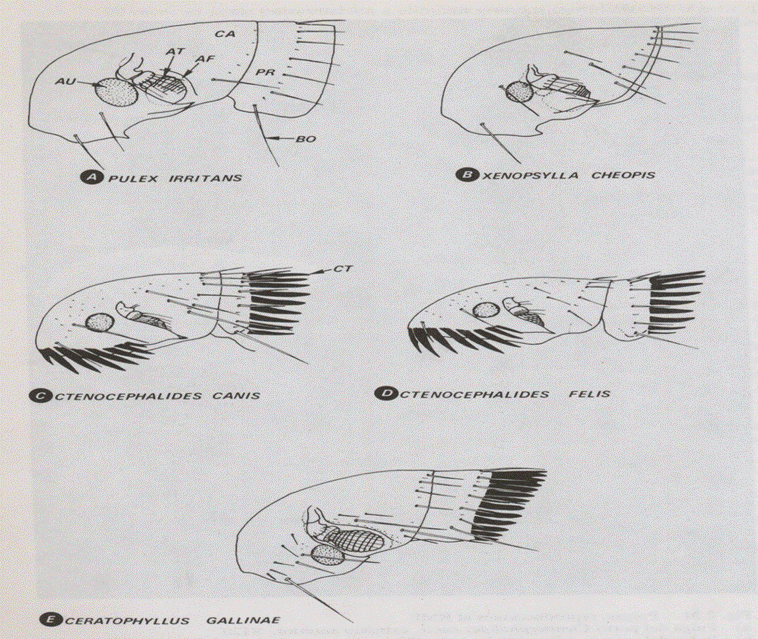 CA
AT
AF
AU
PR
BO
A PULEX IRRITANS
B XENOPSYLLA CHEOPIS
CT
C CTENOCEPHALIDES CANIS
D CTENOCEPHALIDES FELIS
E CERATOPHYLLUS GALLINAE